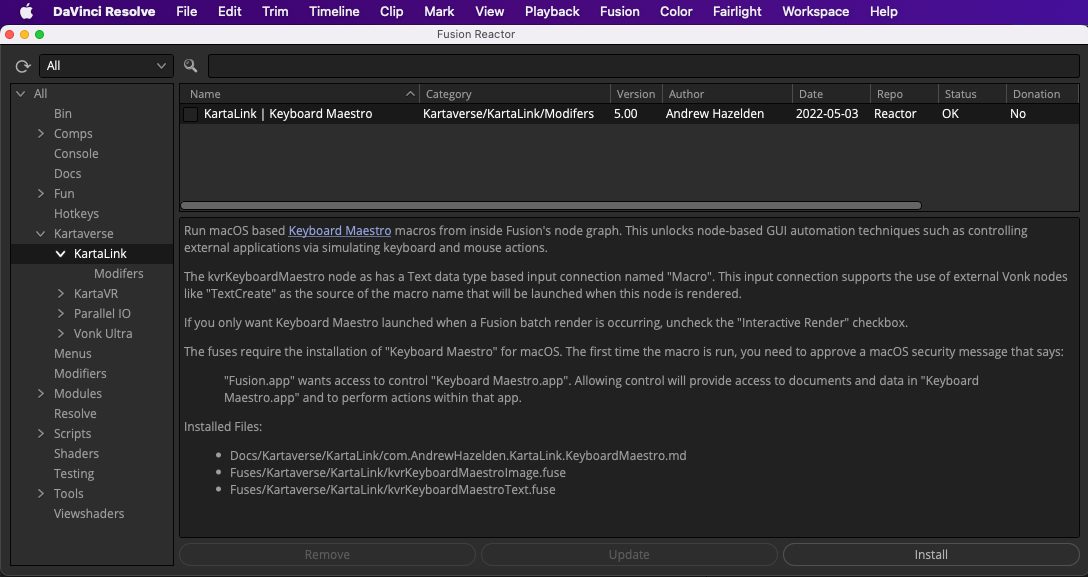 DaVinci Resolve File Edit Trim Timeline Clip Mark View Playback Fusion Color Fairlight Workspace Help
Fusion Reactor
All
All
Bin
Comps
Console
Docs
Fun
Hotkeys
Kartaverse
KartaLink
Modifers
KartaVR
Parallel IO
Vonk Ultra
Menus
Modifiers
Modules
Resolve
Scripts
Shaders
Testing
Tools
Viewshaders
Name Category Version Author Date Repo Status Donation
KartaLink | Keyboard Maestro Kartaverse/KartaLink/Modifers 5.00 Andrew Hazelden 2022-05-03 Reactor OK No
Run macOS based Keyboard Maestro macros from inside Fusion's node graph. This unlocks node-based GUI automation techniques such as controlling
external applications via simulating keyboard and mouse actions.
The kvrKeyboardMaestro node as has a Text data type based input connection named "Macro". This input connection supports the use of external Vonk nodes
like "TextCreate" as the source of the macro name that will be launched when this node is rendered.
If you only want Keyboard Maestro launched when a Fusion batch render is occurring, uncheck the "Interactive Render" checkbox.
The fuses require the installation of "Keyboard Maestro" for macOS. The first time the macro is run, you need to approve a macOS security message that says:
"Fusion.app" wants access to control "Keyboard Maestro.app". Allowing control will provide access to documents and data in "Keyboard
Maestro.app" and to perform actions within that app.
Installed Files:
• Docs/Kartaverse/KartaLink/com.AndrewHazelden.KartaLink.KeyboardMaestro.md
• Fuses/Kartaverse/KartaLink/kvrKeyboardMaestroImage.fuse
• Fuses/Kartaverse/KartaLink/kvrKeyboardMaestroText.fuse
Remove Update Install